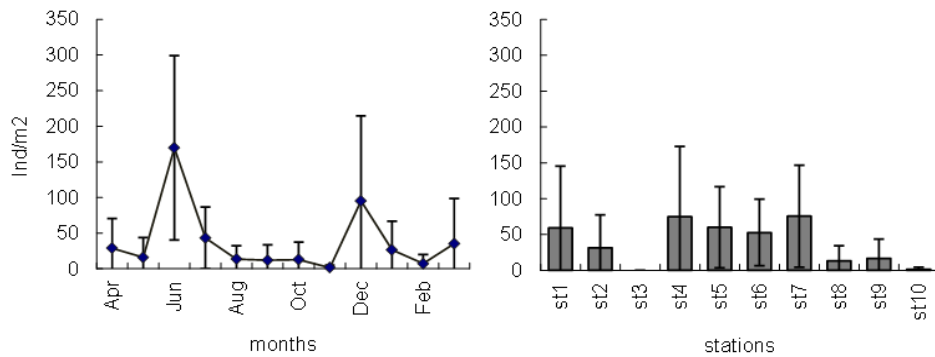 350
300
250
200
150
100
50
0
Ind/m2
Apr
Jun
Aug
Oct
Dec
Feb
months
350
300
250
200
150
100
50
0
st1
st2
st3
st4
st5
st6
st7
st8
st9
st10
stations